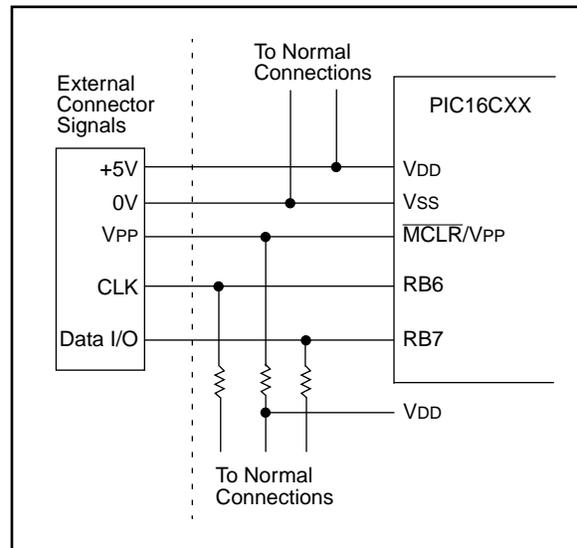 To Normal
Connections
External
Connector
Signals
PIC16CXX
+5V
0V
VPP
CLK
Data I/O
VDD
VSS
MCLR/VPP
RB6
RB7
VDD
To Normal
Connections